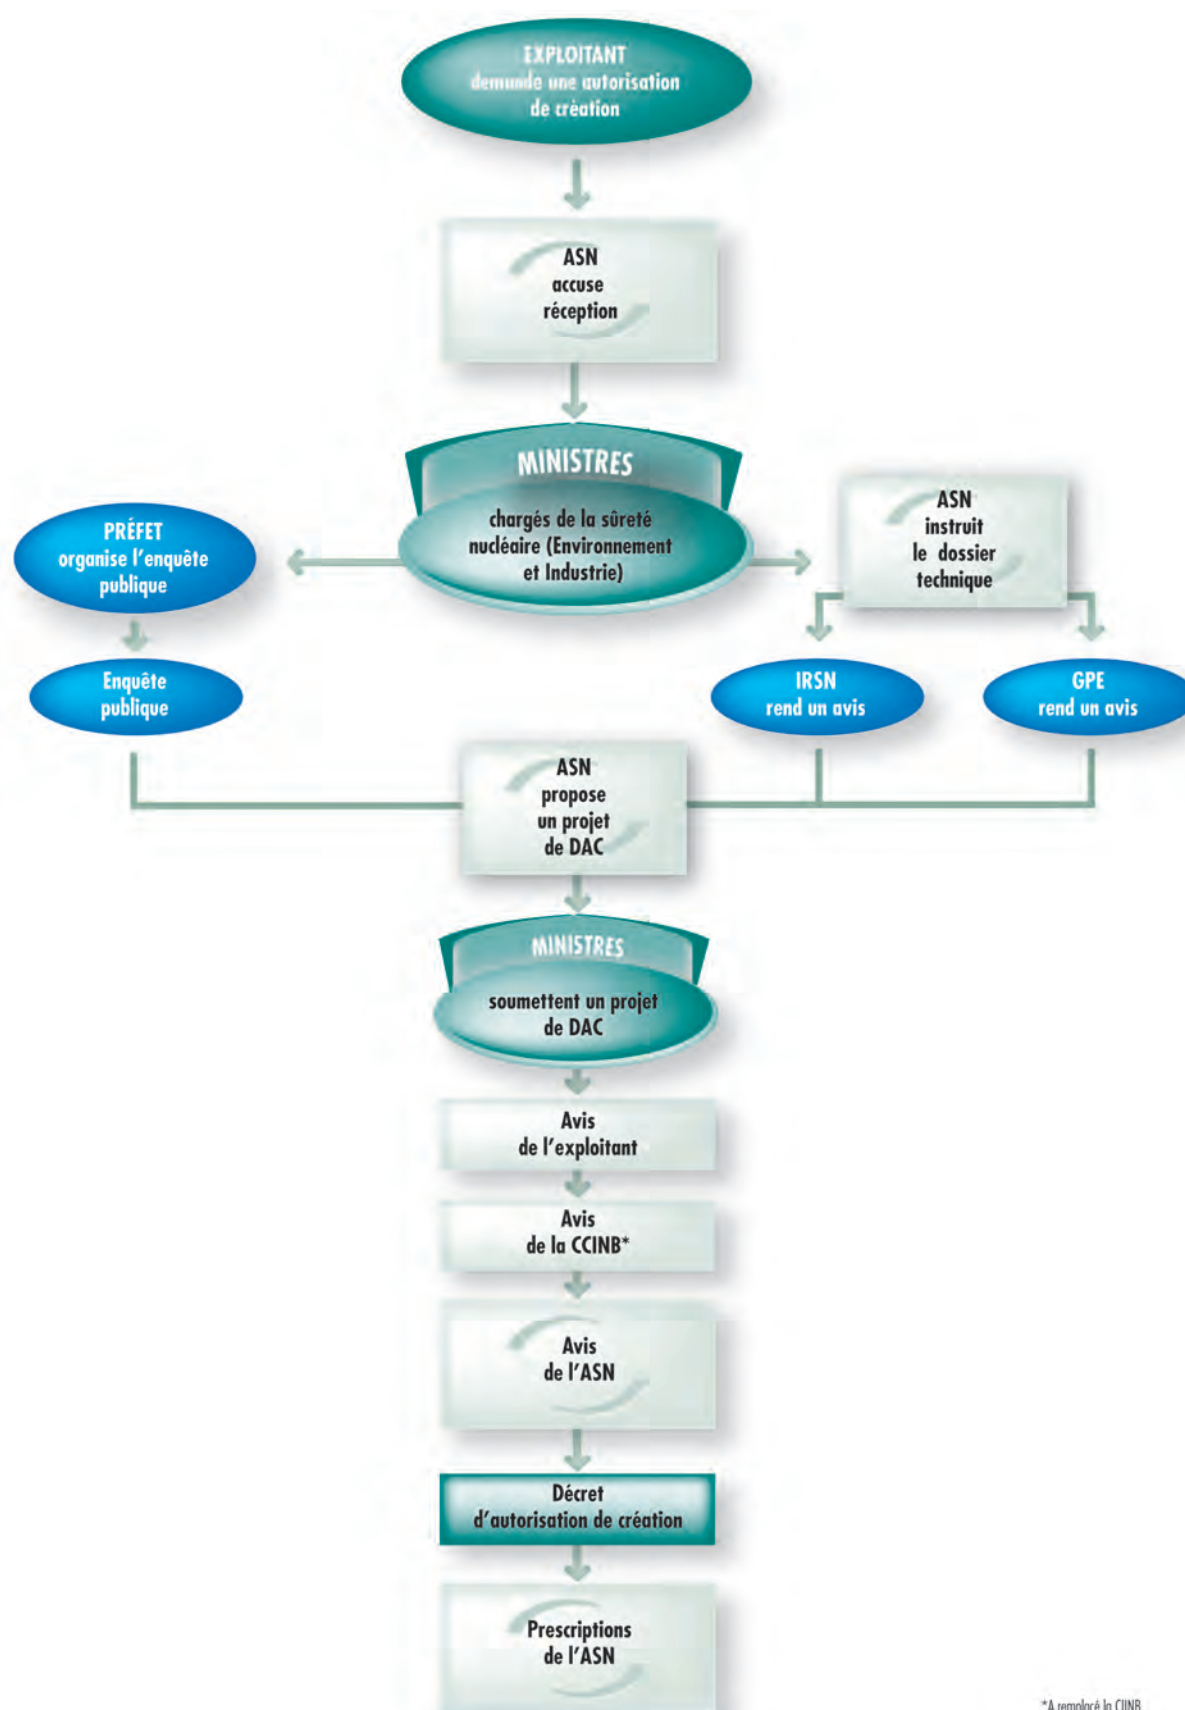 EXPLOITANT
demande une autorisation
de création
ASN
accuse
réception
MINISTRES
chargés de la sûreté
nucléaire (Environnement
et Industrie)
PRÉFET
organise l'enquête
publique
ASN
instruit
le dossier
technique
Enquête
publique
IRSN
rend un avis
GPE
rend un avis
ASN
propose
un projet
de DAC
MINISTRES
soumettent un projet
de DAC
Avis
de l'exploitant
Avis
de la CCINB*
Avis
de l'ASN
Décret
d'autorisation de création
Prescriptions
de l'ASN
*A remplacé la CIINB